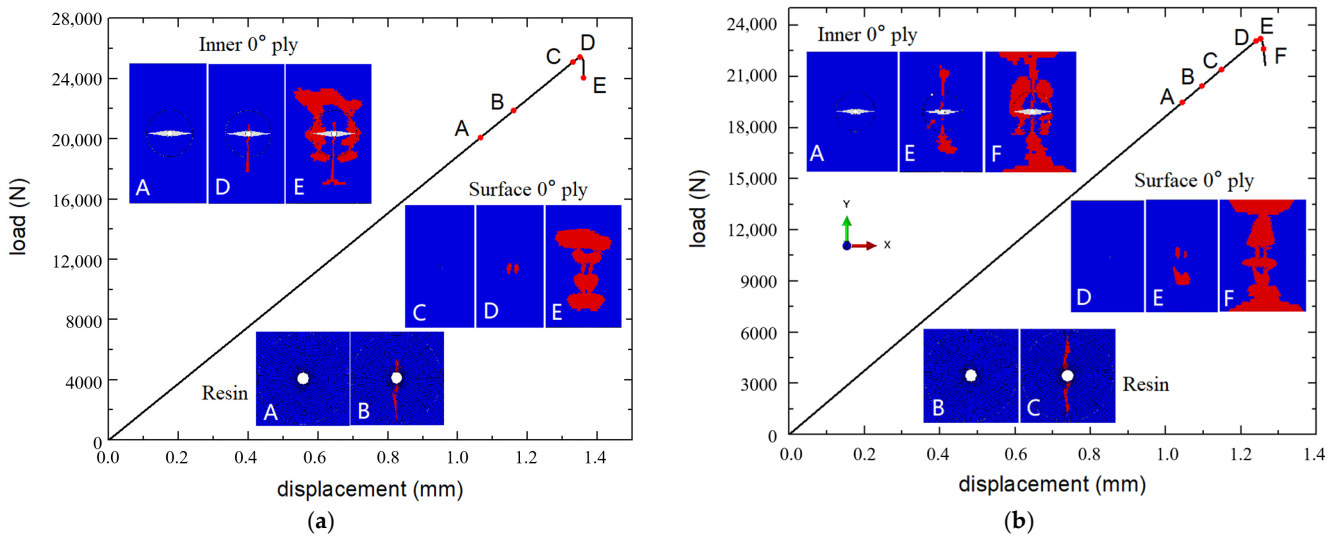 28,000
24,000
20,000
16,000
12,000
8000
4,000
0
load (N)
0.0 0.2 0.4 0.6 0.8 1.0 1.2 1.4
displacement (mm)
(a)
Inner 0° ply
A D E
A B C D E
Surface 0° ply
C D E
Resin
A B
24,000
21,000
18,000
15,000
12,000
9000
6000
3000
0
load (N)
0.0 0.2 0.4 0.6 0.8 1.0 1.2 1.4
displacement (mm)
(b)
Inner 0° ply
A E F
A B C D E F
Y
X
Surface 0° ply
D E F
B C
Resin